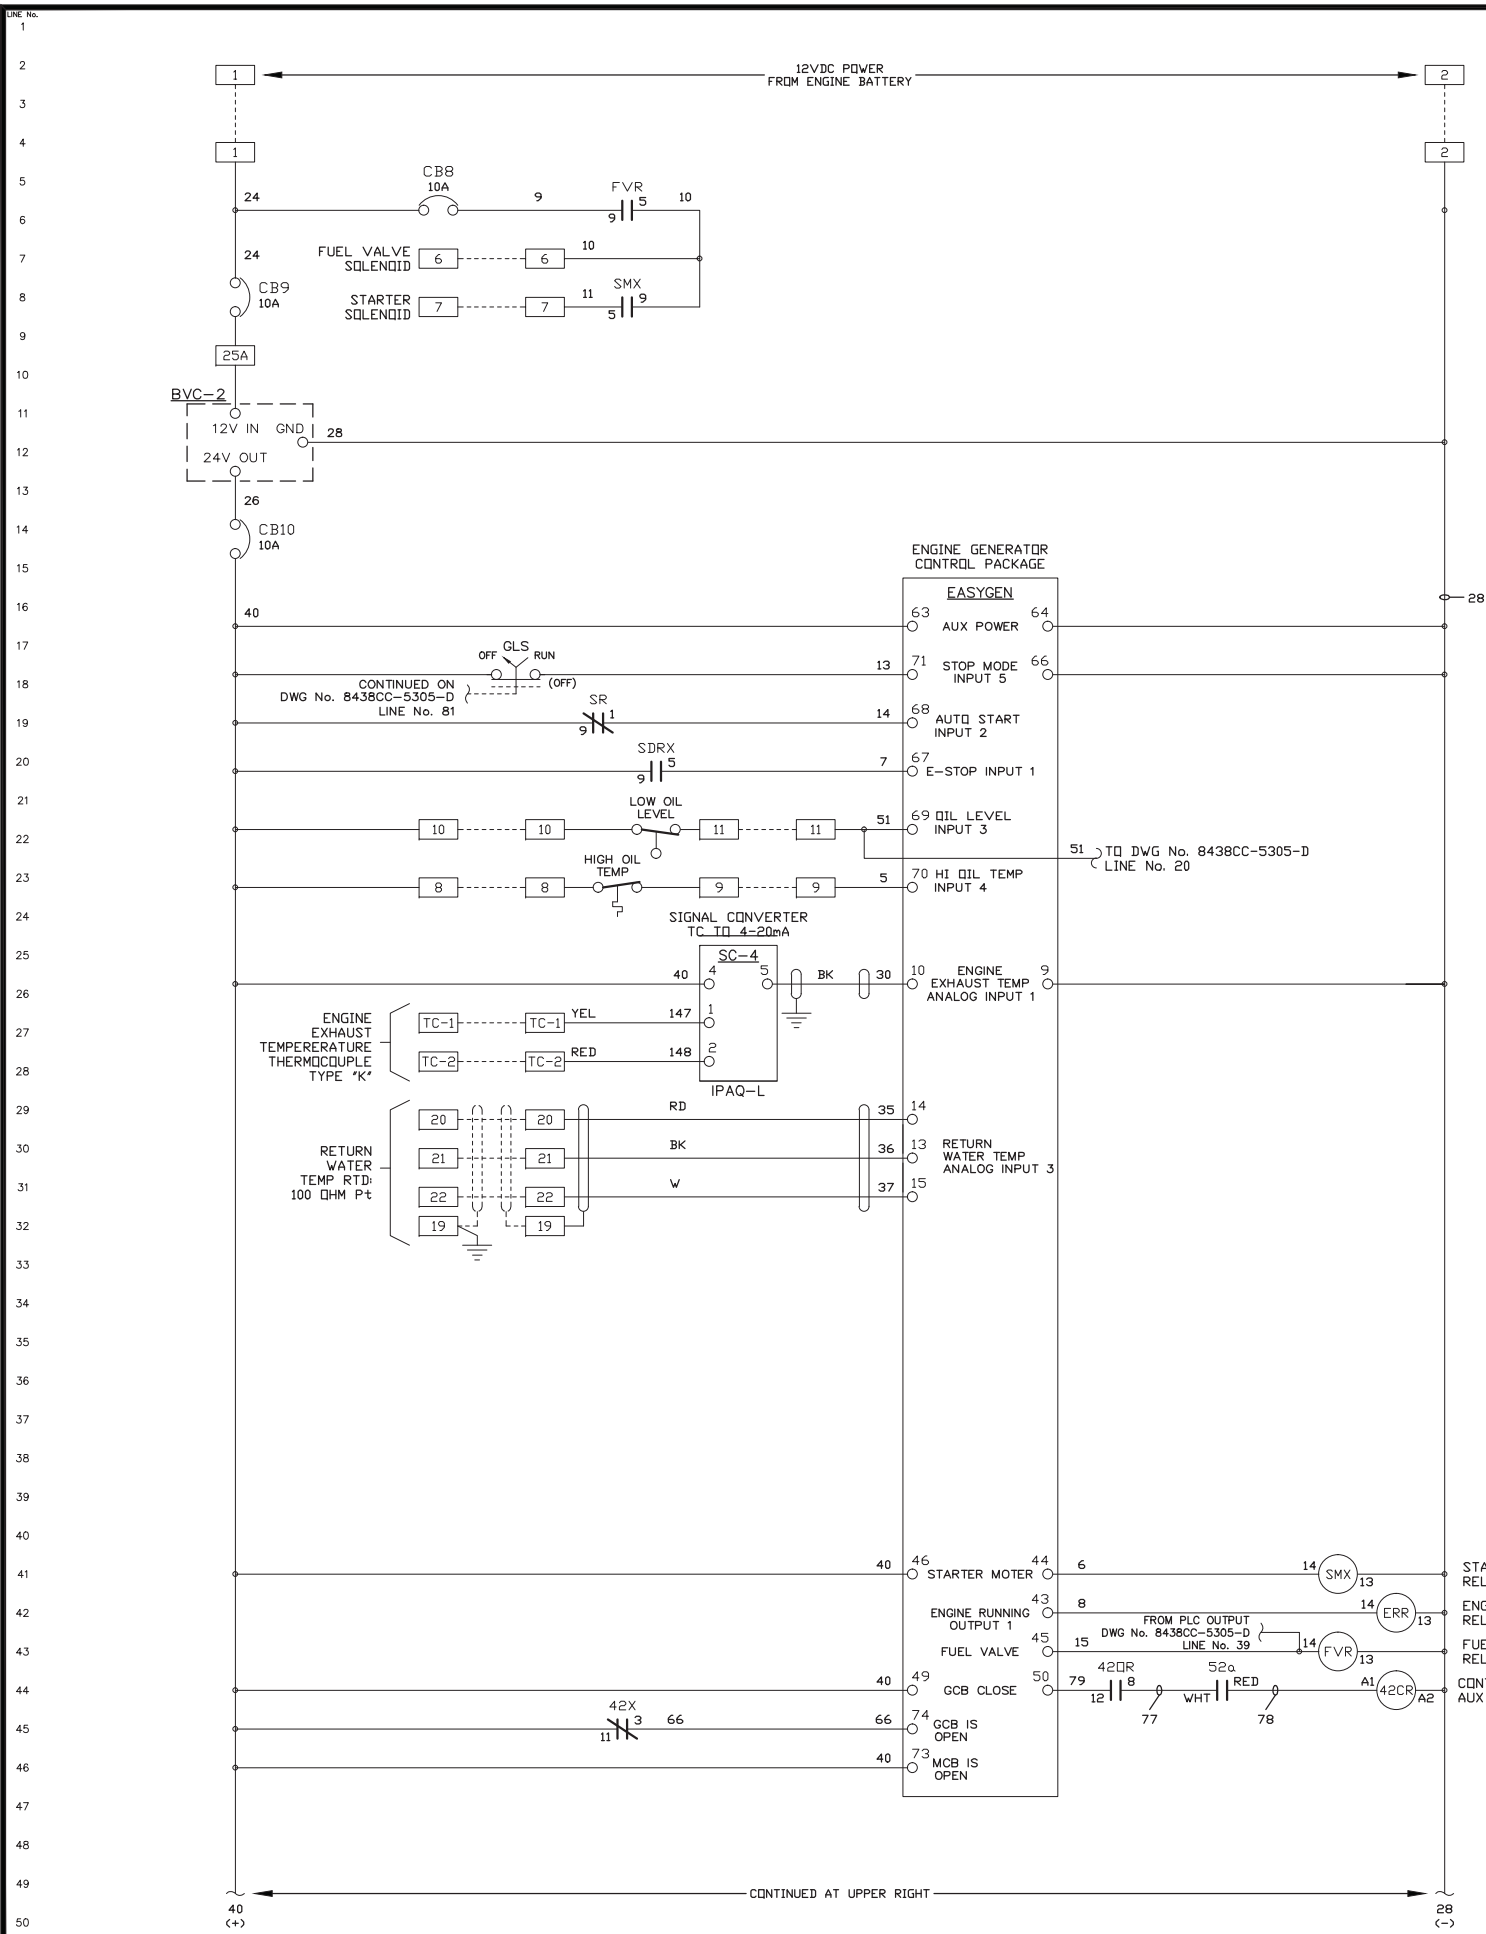 LINE No.
1
2
1
12VDC POWER
FROM ENGINE BATTERY
2
3
4
1
2
5
CB8
10A
24
9
FVR
5
10
6
9
24
FUEL VALVE
SOLENOID
6
6
10
7
CB9
10A
8
STARTER
SOLENOID
7
7
11
SMX
9
5
9
25A
10
BVC-2
11
12V IN
GND
28
12
24V OUT
13
26
14
CB10
10A
15
ENGINE GENERATOR
CONTROL PACKAGE
EASYGEN
16
40
63
AUX POWER
64
28
17
GLS
OFF
RUN
(OFF)
13
71
STOP MODE
INPUT 5
66
18
CONTINUED ON
DWG No. 8438CC-5305-D
LINE No. 81
SR
1
9
14
68
AUTO START
INPUT 2
19
20
SDRX
5
9
7
67
E-STOP INPUT 1
21
LOW OIL
LEVEL
10
10
11
11
51
69
OIL LEVEL
INPUT 3
22
51
TO DWG No. 8438CC-5305-D
LINE No. 20
23
HIGH OIL
TEMP
8
8
9
9
5
70
HI OIL TEMP
INPUT 4
24
SIGNAL CONVERTER
TC TO 4-20mA
25
SC-4
40
4
5
BK
30
10
ENGINE
EXHAUST TEMP
ANALOG INPUT 1
9
26
ENGINE
EXHAUST
TEMPERERATURE
THERMOCOUPLE
TYPE "K"
TC-1
TC-1
YEL
147
1
27
TC-2
TC-2
RED
148
2
28
IPAQ-L
29
20
20
RD
35
14
30
RETURN
WATER
TEMP RTD:
100 OHM Pt
21
21
BK
36
13
RETURN
WATER TEMP
ANALOG INPUT 3
31
22
22
W
37
15
32
19
19
33
34
35
36
37
38
39
40
41
40
46
STARTER MOTER
44
6
14
SMX
13
STA
REL
42
ENGINE RUNNING
OUTPUT 1
43
8
14
ERR
13
ENG
REL
FROM PLC OUTPUT
DWG No. 8438CC-5305-D
LINE No. 39
43
FUEL VALVE
45
15
14
FVR
13
FUE
REL
44
40
49
GCB CLOSE
50
79
42OR
8
12
77
52a
WHT
RED
78
A1
42CR
A2
CONT
AUX
45
42X
3
11
66
66
74
GCB IS
OPEN
46
40
73
MCB IS
OPEN
47
48
49
CONTINUED AT UPPER RIGHT
50
40
(+)
28
(-)